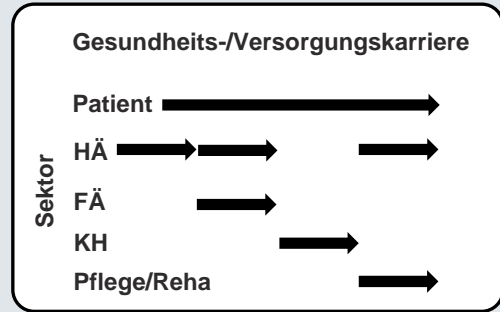 Gesundheits-/Versorgungskarriere
Patient
Sektor
HÄ
FÄ
KH
Pflege/Reha